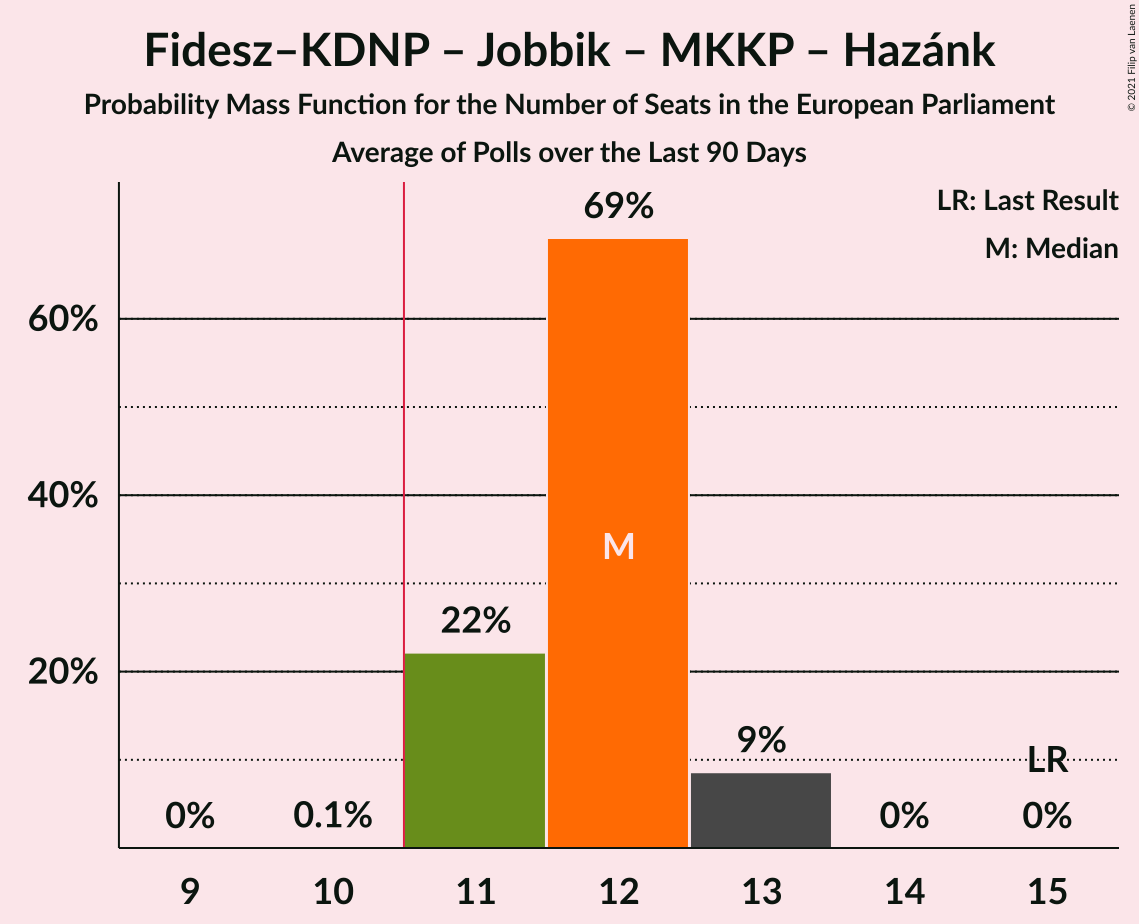 Fidesz–KDNP – Jobbik – MKKP – Hazánk
Probability Mass Function for the Number of Seats in the European Parliament
Average of Polls over the Last 90 Days
© 2021 Filip van Laenen
LR: Last Result
M: Median
69%
60%
40%
M
22%
20%
9%
LR
0%
0.1%
0%
0%
9
10
11
12
13
14
15